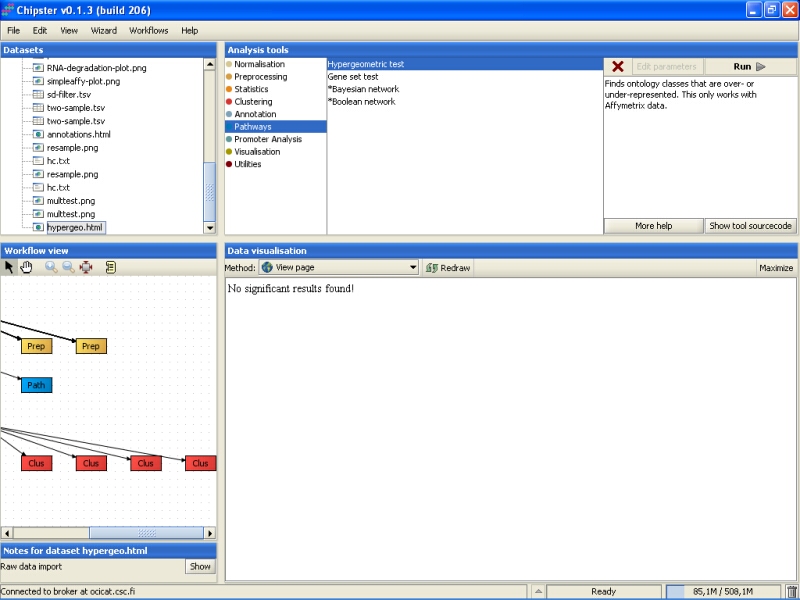 Chipster v0.1.3 (build 206)
File Edit View Wizard Workflows Help
Datasets
RNA-degradation-plot.png
simpleaffy-plot.png
sd-filter.tsv
two-sample.tsv
two-sample.tsv
annotations.html
resample.png
hc.txt
resample.png
hc.txt
multtest.png
multtest.png
hypergeo.html
Analysis tools
Normalisation
Preprocessing
Statistics
Clustering
Annotation
Pathways
Promoter Analysis
Visualisation
Utilities
Hypergeometric test
Gene set test
*Bayesian network
*Boolean network
Edit parameters
Run
Finds ontology classes that are over- or
under-represented. This only works with
Affymetrix data.
More help
Show tool sourcecode
Workflow view
Prep
Prep
Path
Clus
Clus
Clus
Clus
Data visualisation
Method: View page Redraw Maximize
No significant results found!
Notes for dataset hypergeo.html
Raw data import
Show
Connected to broker at ocicat.csc.fi
Ready
85,1M / 508,1M